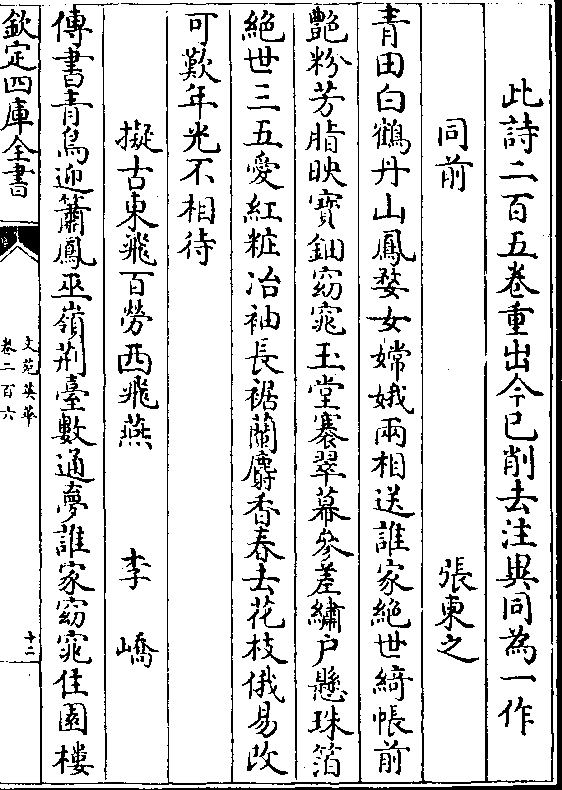 此詩二百五卷重出今已削去注與同為一作
同前 張東之
青田白鶴丹山鳳婺女嫦娥兩相送誰家絕世綺帳前
艷粉芳脂映寶鈿窈窕玉堂褰翠幕參差繡户懸珠箔
絕世三五愛紅粧冶袖長裾蘭麝香春去花枝俄易改
可歎年光不相待
擬古東飛百勞西飛燕 李嶠
傳書青鳥迎簫鳳巫嶺荆臺數通夢誰家窈窕住園樓
欽定四庫全書
文苑英華
卷二百六
十二